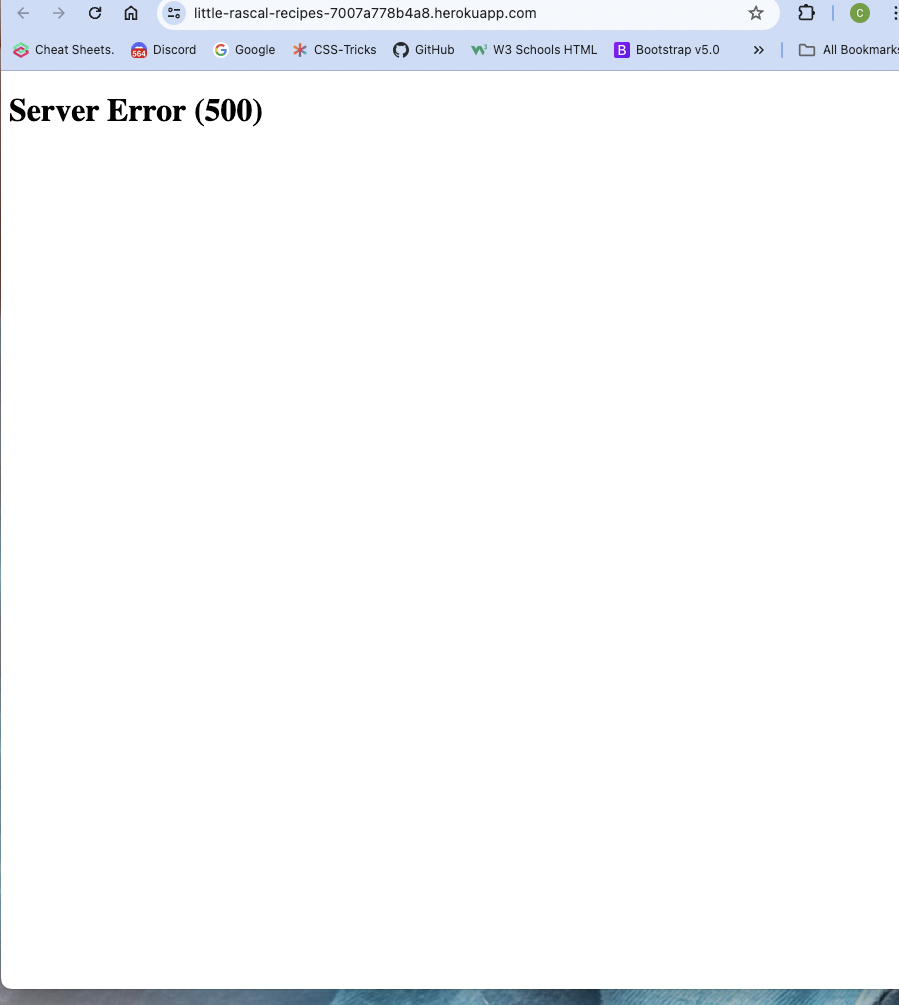 little-rascal-recipes-7007a778b4a8.herokuapp.com
C
Cheat Sheets. 564 Discord G Google CSS-Tricks GitHub W3 W3 Schools HTML B Bootstrap v5.0 » All Bookmarks
Server Error (500)